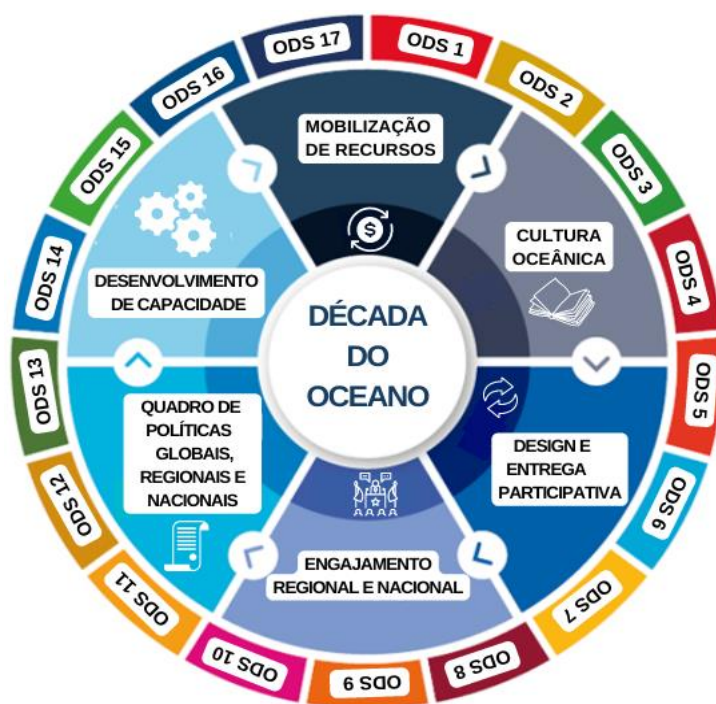 ODS 1
ODS 2
ODS 3
ODS 4
ODS 5
ODS 6
ODS 7
ODS 8
ODS 9
ODS 10
ODS 11
ODS 12
ODS 13
ODS 14
ODS 15
ODS 16
ODS 17
MOBILIZAÇÃO
DE RECURSOS
$
CULTURA
OCEÂNICA
DESIGN E
ENTREGA
PARTICIPATIVA
ENGAJAMENTO
REGIONAL E NACIONAL
QUADRO DE
POLÍTICAS
GLOBAIS,
REGIONAIS E
NACIONAIS
DESENVOLVIMENTO
DE CAPACIDADE
DÉCADA
DO
OCEANO